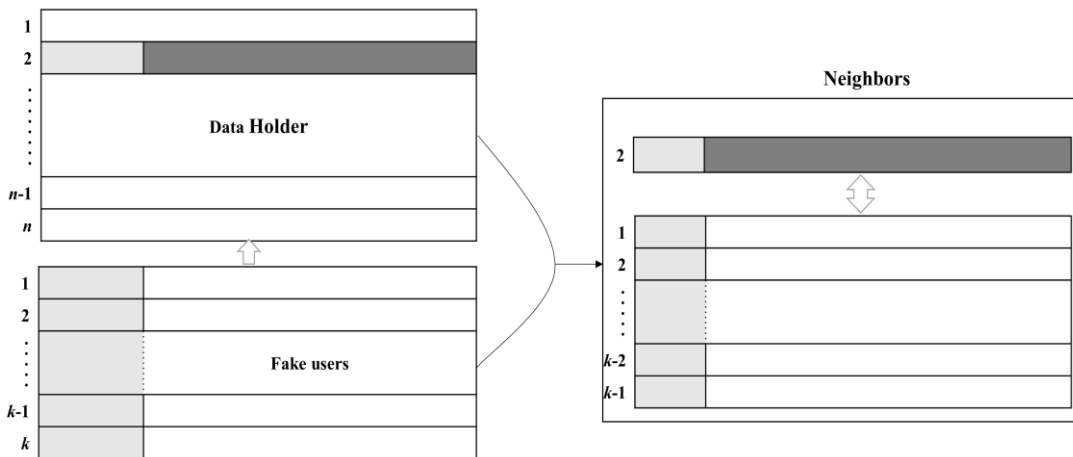 1
2
Data Holder
n-1
n
1
2
Fake users
k-1
k
Neighbors
2
1
2
k-2
k-1